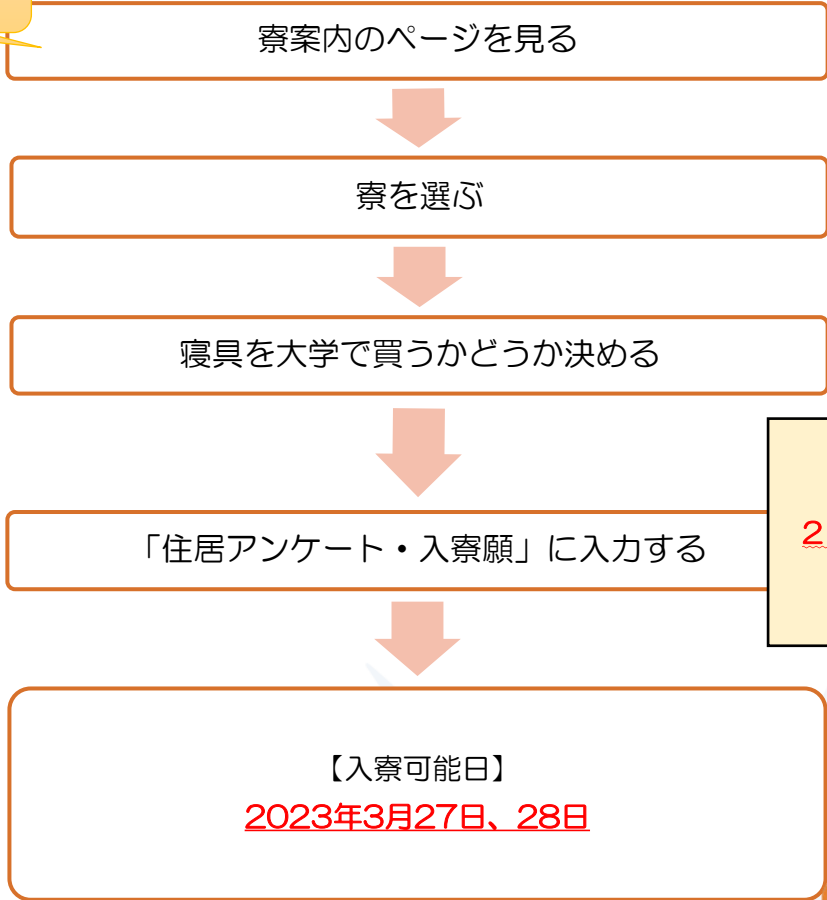 寮案内のページを見る
寮を選ぶ
寝具を大学で買うかどうか決める
「住居アンケート・入寮願」に入力する
2
【入寮可能日】
2023年3月27日、28日